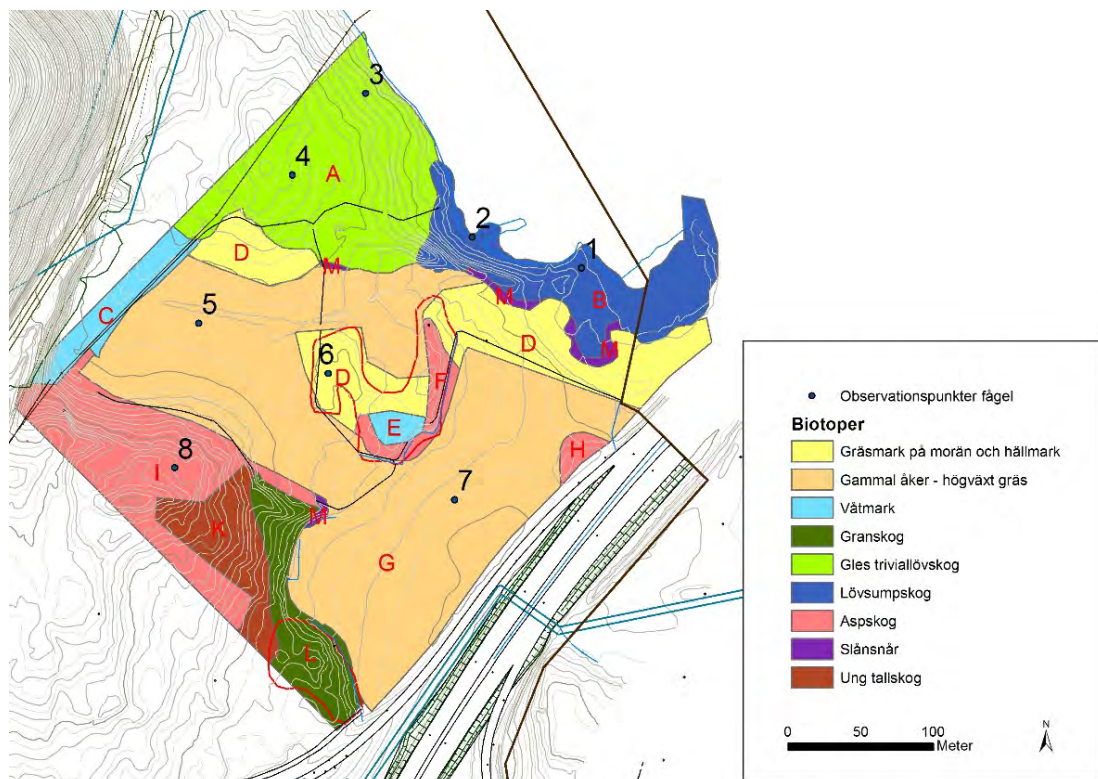 3
4
A
2
1
D
M
B
M
C
5
D
M
6
D
F
E
H
8
I
7
M
K
G
L
Observationspunkter fågel
Biotoper
Gräsmark på morän och hällmark
Gammal åker - högväxt gräs
Våtmark
Granskog
Gles triviallövskog
Lövsumpskog
Aspskog
Slånsnår
Ung tallskog
0 50 100
Meter
N